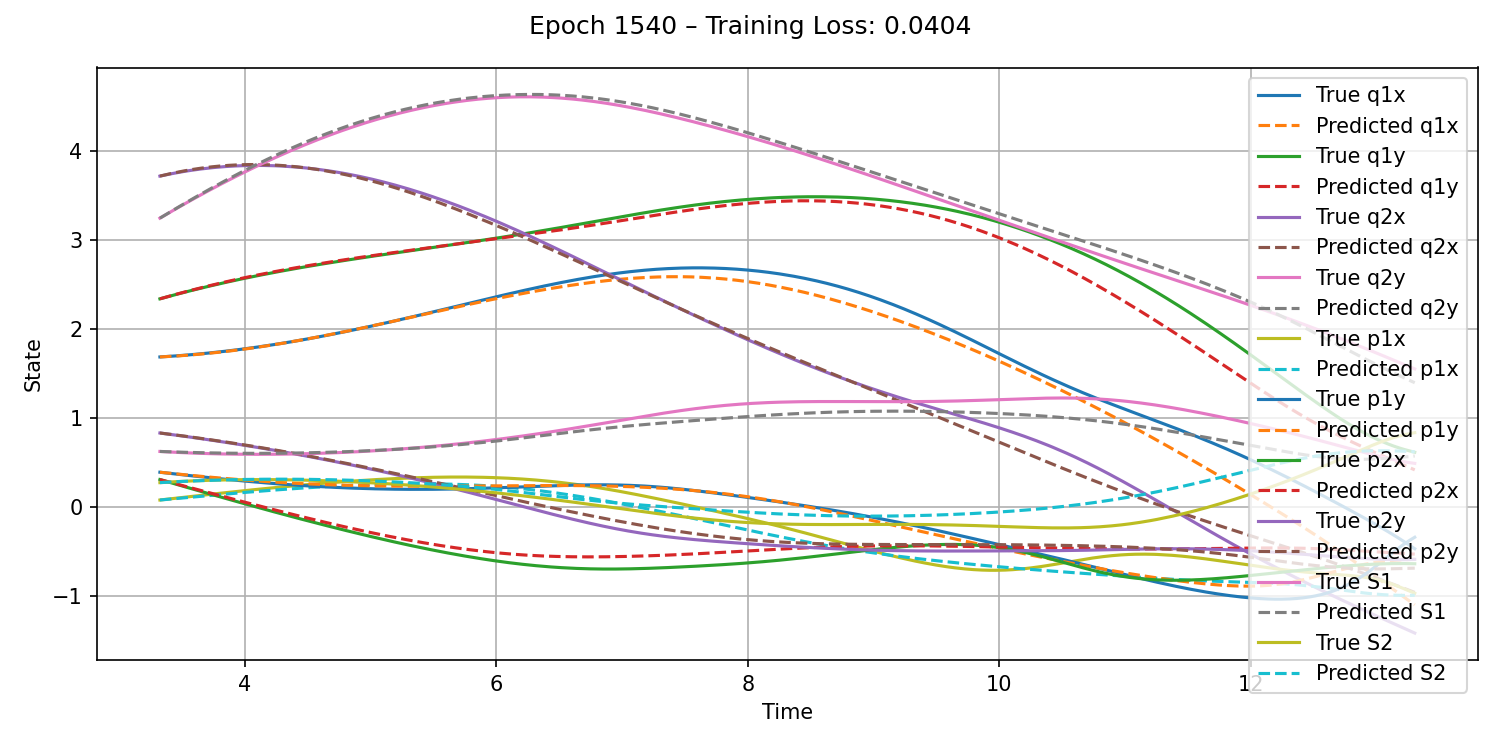 Epoch 1540 – Training Loss: 0.0404
State
4
3
2
1
0
−1
4
6
8
10
12
Time
True q1x
Predicted q1x
True q1y
Predicted q1y
True q2x
Predicted q2x
True q2y
Predicted q2y
True p1x
Predicted p1x
True p1y
Predicted p1y
True p2x
Predicted p2x
True p2y
Predicted p2y
True S1
Predicted S1
True S2
Predicted S2